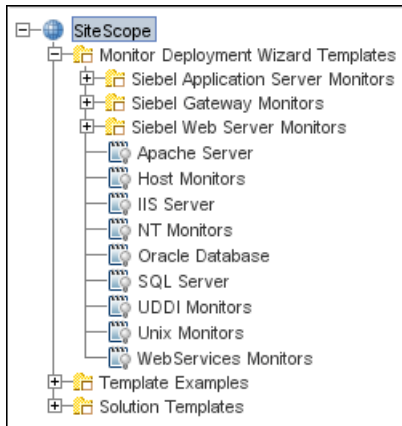 SiteScope
Monitor Deployment Wizard Templates
Siebel Application Server Monitors
Siebel Gateway Monitors
Siebel Web Server Monitors
Apache Server
Host Monitors
IIS Server
NT Monitors
Oracle Database
SQL Server
UDDI Monitors
Unix Monitors
WebServices Monitors
Template Examples
Solution Templates